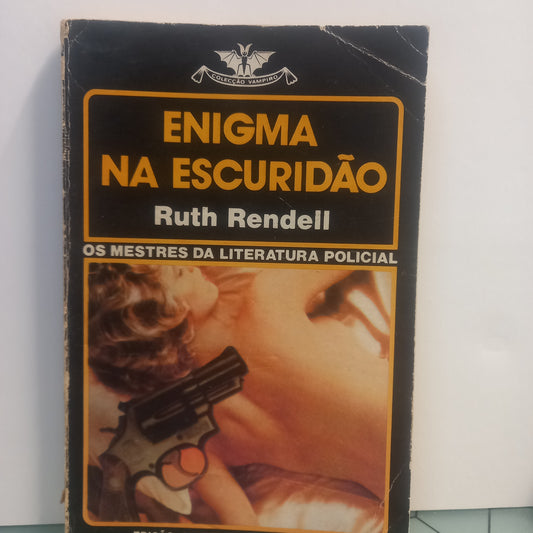 COLECÇÃO VAMPIRO
ENIGMA
NA ESCURIDÃO
Ruth Rendell
OS MESTRES DA LITERATURA POLICIAL